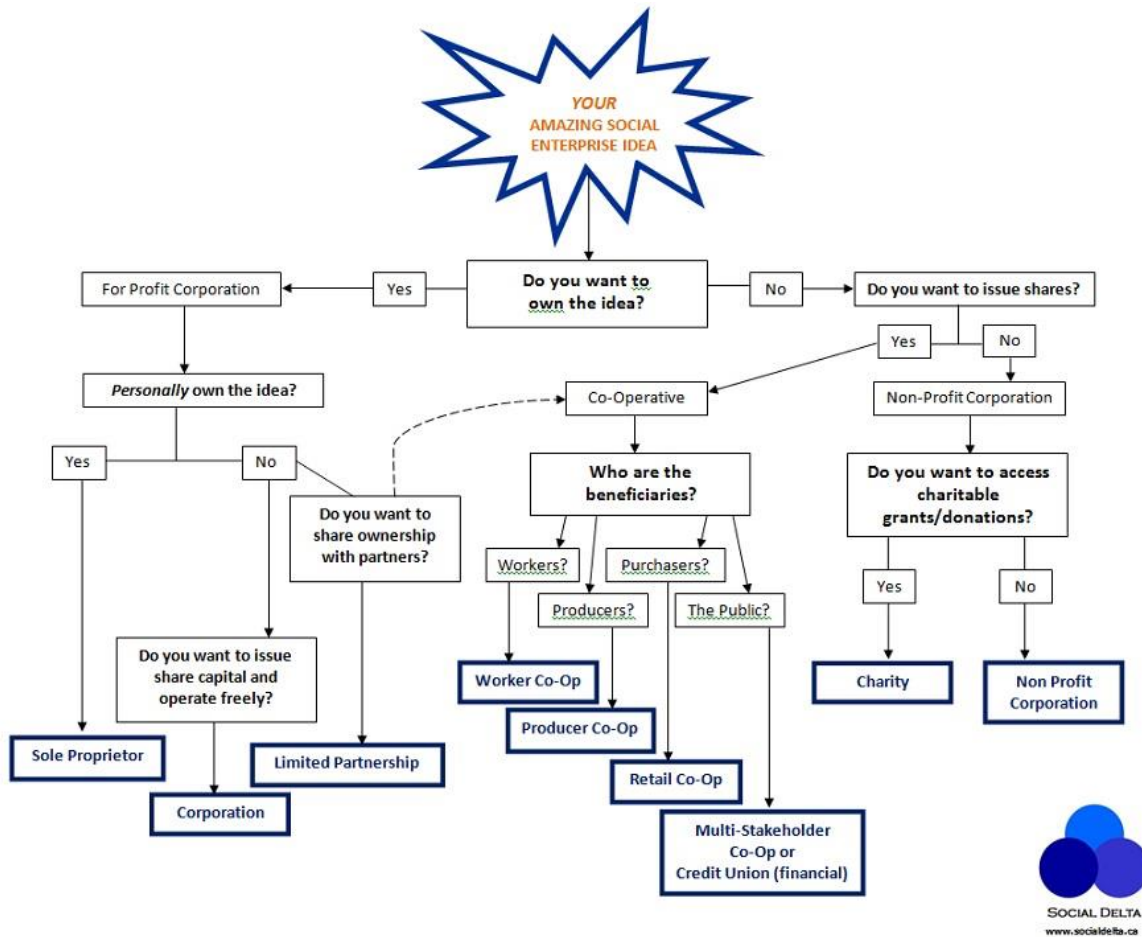 YOUR
AMAZING SOCIAL
ENTERPRISE IDEA
For Profit Corporation
Yes
Do you want to
own the idea?
No
Do you want to issue shares?
Yes
No
Personally own the idea?
Co-Operative
Non-Profit Corporation
Yes
No
Who are the
beneficiaries?
Do you want to access
charitable
grants/donations?
Do you want to
share ownership
with partners?
Workers?
Purchasers?
Yes
No
Producers?
The Public?
Do you want to issue
share capital and
operate freely?
Worker Co-Op
Charity
Non Profit
Corporation
Producer Co-Op
Sole Proprietor
Limited Partnership
Retail Co-Op
Corporation
Multi-Stakeholder
Co-Op or
Credit Union (financial)
SOCIAL DELTA
www.socialdelta.ca